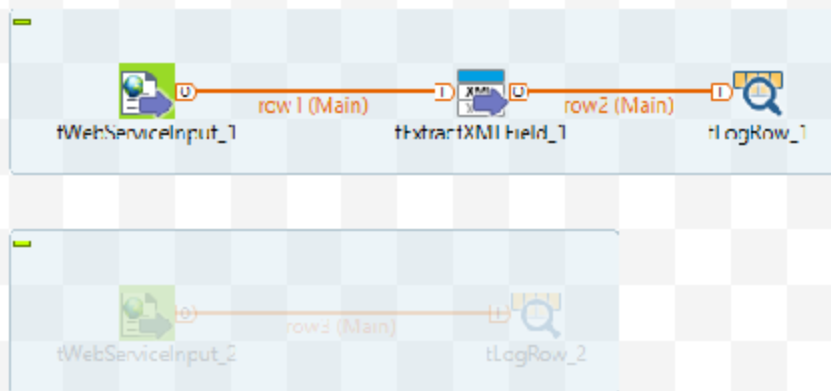 row1 (Main)
row2 (Main)
tWebServiceInput_1
tExtractXMLField_1
tLogRow_1
row3 (Main)
tWebServiceInput_2
tLogRow_2